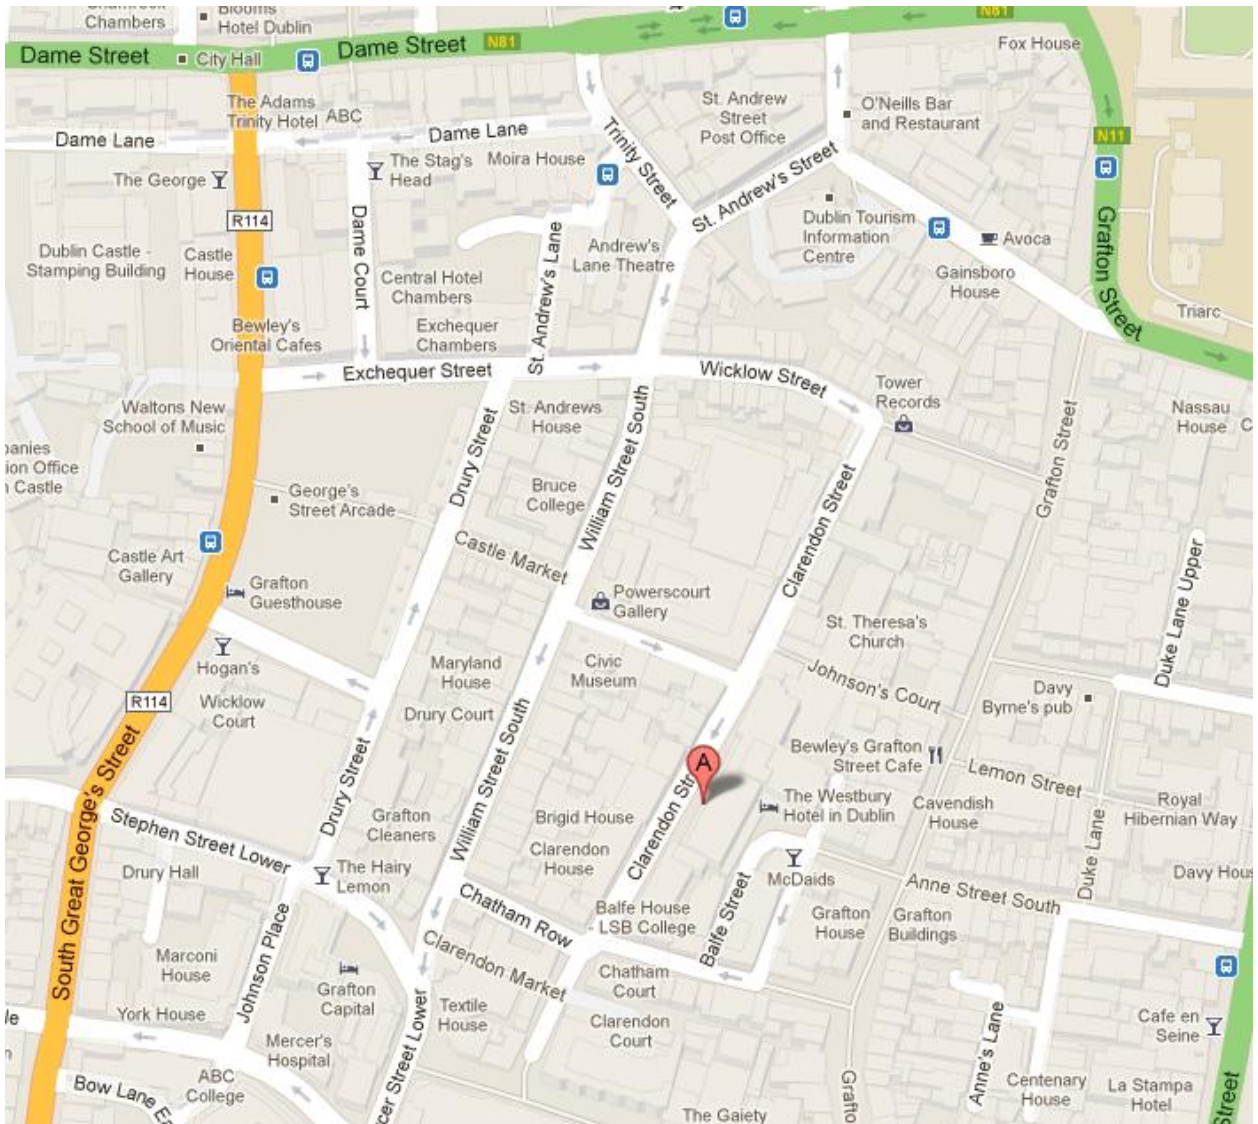 Chambers
Blooms
Hotel Dublin
N81
Dame Street
City Hall
Dame Street
N81
Fox House
The Adams
Trinity Hotel
ABC
St. Andrew
Street
Post Office
O'Neills Bar
and Restaurant
N11
Dame Lane
Dame Lane
The Stag's
Head
Moira House
Trinity Street
St. Andrew's Street
The George
R114
Dame Court
Dublin Tourism
Information
Centre
Avoca
Grafton Street
Dublin Castle -
Stamping Building
Castle
House
Central Hotel
Chambers
St. Andrew's Lane
Andrew's
Lane Theatre
Gainsboro
House
Triarc
Bewley's
Oriental Cafes
Exchequer
Chambers
Exchequer Street
Wicklow Street
Tower
Records
Waltons New
School of Music
St. Andrews
House
Nassau
House
C
panies
ion Office
n Castle
Drury Street
William Street South
Grafton Street
George's
Street Arcade
Bruce
College
Clarendon Street
Castle Market
Castle Art
Gallery
Grafton
Guesthouse
Powerscourt
Gallery
St. Theresa's
Church
Duke Lane Upper
Hogan's
Maryland
House
Civic
Museum
Johnson's Court
R114
Wicklow
Court
Drury Court
Davy
Byrne's pub
South Great George's Street
Drury Street
William Street South
A
Clarendon Str
Bewley's Grafton
Street Cafe
Lemon Street
The Westbury
Hotel in Dublin
Cavendish
House
Royal
Hibernian Way
Stephen Street Lower
Grafton
Cleaners
Brigid House
Clarendon
House
Duke Lane
Drury Hall
The Hairy
Lemon
McDaids
Anne Street South
Davy Hous
Johnson Place
Chatham Row
Balfe House
- LSB College
Balfe Street
Grafton
House
Grafton
Buildings
Marconi
House
Clarendon Market
Grafton
Capital
Chatham
Court
York House
Textile
House
Clarendon
Court
Anne's Lane
Cafe en
Seine
le
Mercer's
Hospital
cer Street Lower
Bow Lane Ea
ABC
College
Grafto
Centenary
House
La Stampa
Hotel
Street
The Gaiety